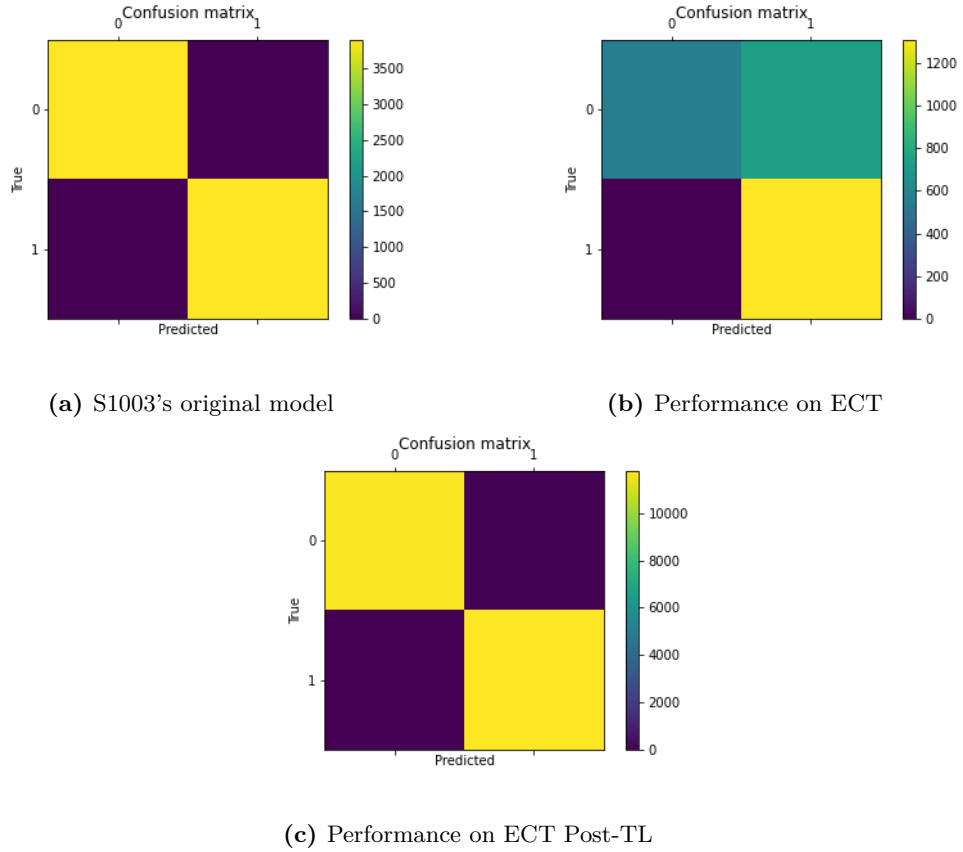 Confusion matrix
0 1
3500
3000
0
2500
2000
True
1500
1
1000
500
0
Predicted
(a) S1003's original model
Confusion matrix
0 1
1200
0
1000
800
True
600
1
400
200
0
Predicted
(b) Performance on ECT
Confusion matrix
0 1
10000
0
8000
6000
True
4000
1
2000
0
Predicted
(c) Performance on ECT Post-TL